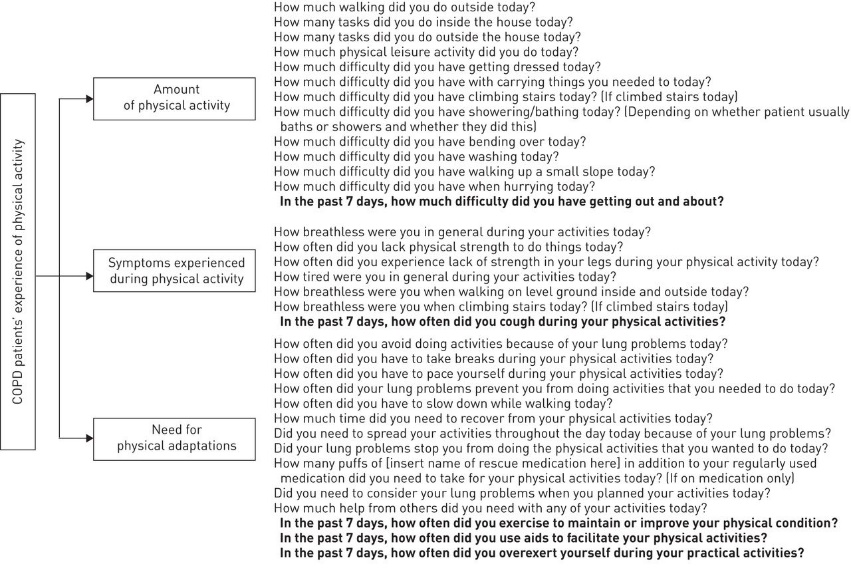 COPD patients' experience of physical activity
Amount
of physical activity
How much walking did you do outside today?
How many tasks did you do inside the house today?
How many tasks did you do outside the house today?
How much physical leisure activity did you do today?
How much difficulty did you have getting dressed today?
How much difficulty did you have with carrying things you needed to today?
How much difficulty did you have climbing stairs today? (If climbed stairs today)
How much difficulty did you have showering/bathing today? (Depending on whether patient usually
baths or showers and whether they did this)
How much difficulty did you have bending over today?
How much difficulty did you have washing today?
How much difficulty did you have walking up a small slope today?
How much difficulty did you have when hurrying today?
In the past 7 days, how much difficulty did you have getting out and about?
Symptoms experienced
during physical activity
How breathless were you in general during your activities today?
How often did you lack physical strength to do things today?
How often did you experience lack of strength in your legs during your physical activity today?
How tired were you in general during your activities today?
How breathless were you when walking on level ground inside and outside today?
How breathless were you when climbing stairs today? (If climbed stairs today)
In the past 7 days, how often did you cough during your physical activities?
Need for
physical adaptations
How often did you avoid doing activities because of your lung problems today?
How often did you have to take breaks during your physical activities today?
How often did you have to pace yourself during your physical activities today?
How often did your lung problems prevent you from doing activities that you needed to do today?
How often did you have to slow down while walking today?
How much time did you need to recover from your physical activities today?
Did you need to spread your activities throughout the day today because of your lung problems?
Did your lung problems stop you from doing the physical activities that you wanted to do today?
How many puffs of [insert name of rescue medication here] in addition to your regularly used
medication did you need to take for your physical activities today? (If on medication only)
Did you need to consider your lung problems when you planned your activities today?
How much help from others did you need with any of your activities today?
In the past 7 days, how often did you exercise to maintain or improve your physical condition?
In the past 7 days, how often did you use aids to facilitate your physical activities?
In the past 7 days, how often did you overexert yourself during your practical activities?